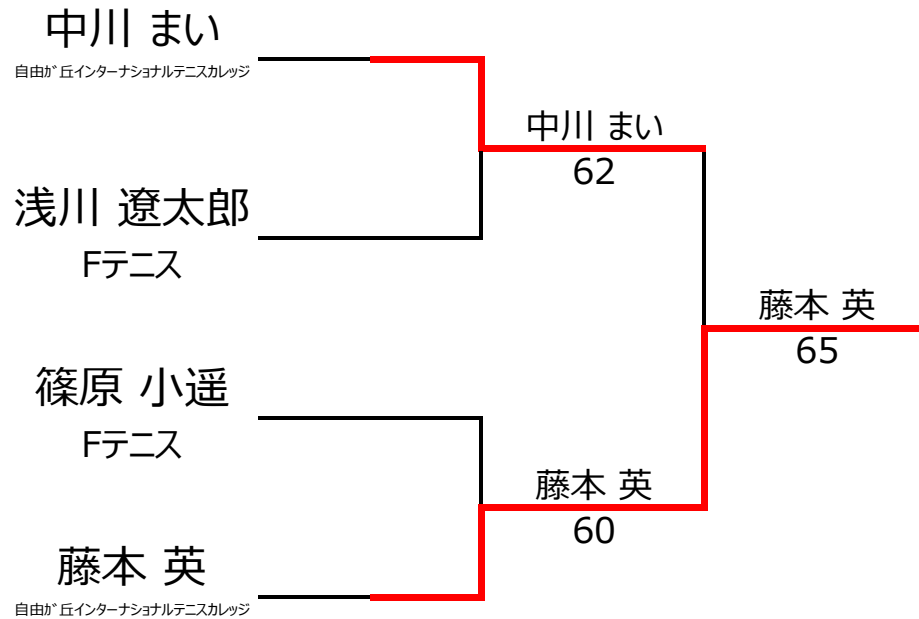 中川 まい
自由が丘インターナショナルテニスカレッジ
浅川 遼太郎
Fテニス
篠原 小遥
Fテニス
藤本 英
自由が丘インターナショナルテニスカレッジ
中川 まい
62
藤本 英
60
藤本 英
65